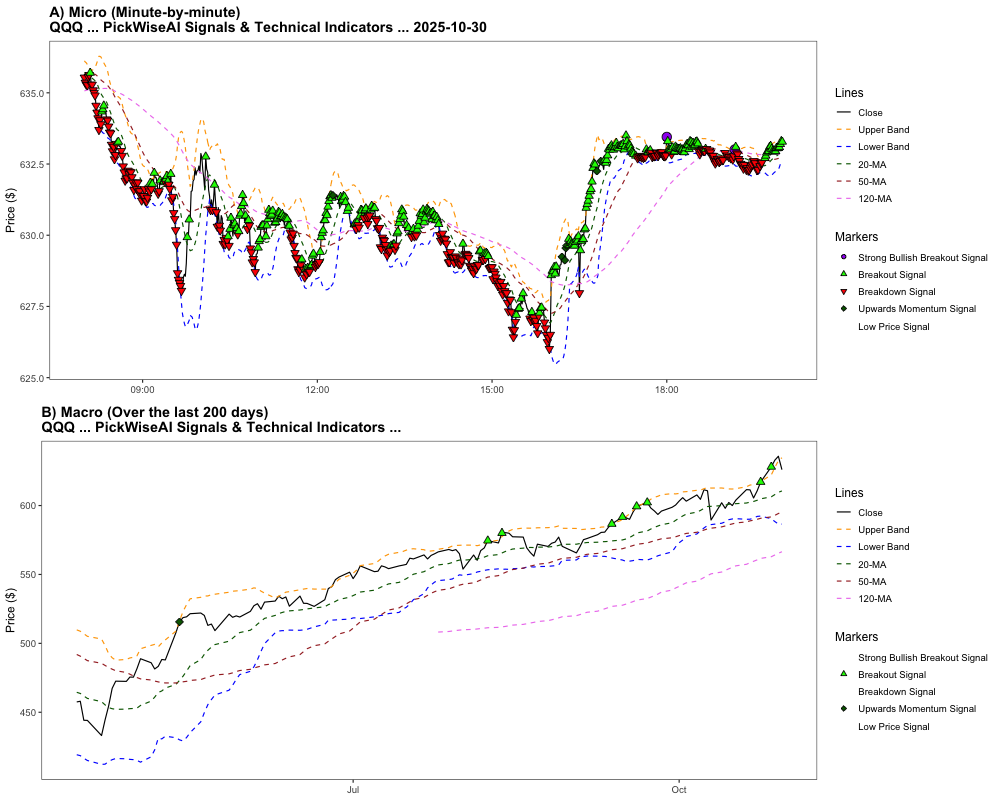 A) Micro (Minute-by-minute)
QQQ ... PickWiseAI Signals & Technical Indicators ... 2025-10-30
Price ($)
635.0
632.5
630.0
627.5
625.0
09:00
12:00
15:00
18:00
Lines
Close
Upper Band
Lower Band
20-MA
50-MA
120-MA
Markers
Strong Bullish Breakout Signal
Breakout Signal
Breakdown Signal
Upwards Momentum Signal
Low Price Signal
B) Macro (Over the last 200 days)
QQQ ... PickWiseAI Signals & Technical Indicators ...
Price ($)
600
550
500
450
Jul
Oct
Lines
Close
Upper Band
Lower Band
20-MA
50-MA
120-MA
Markers
Strong Bullish Breakout Signal
Breakout Signal
Breakdown Signal
Upwards Momentum Signal
Low Price Signal